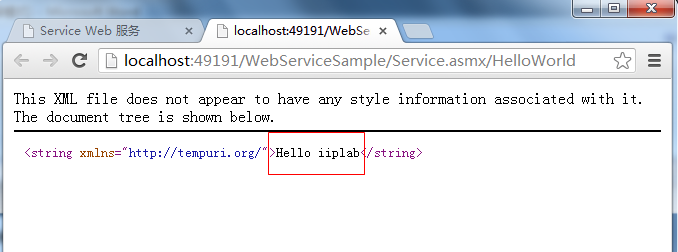 Service Web 服务
localhost:49191/WebSe
localhost:49191/WebServiceSample/Service.asmx/HelloWorld
This XML file does not appear to have any style information associated with it.
The document tree is shown below.
<string xmlns="http://tempuri.org/">Hello iiplab</string>